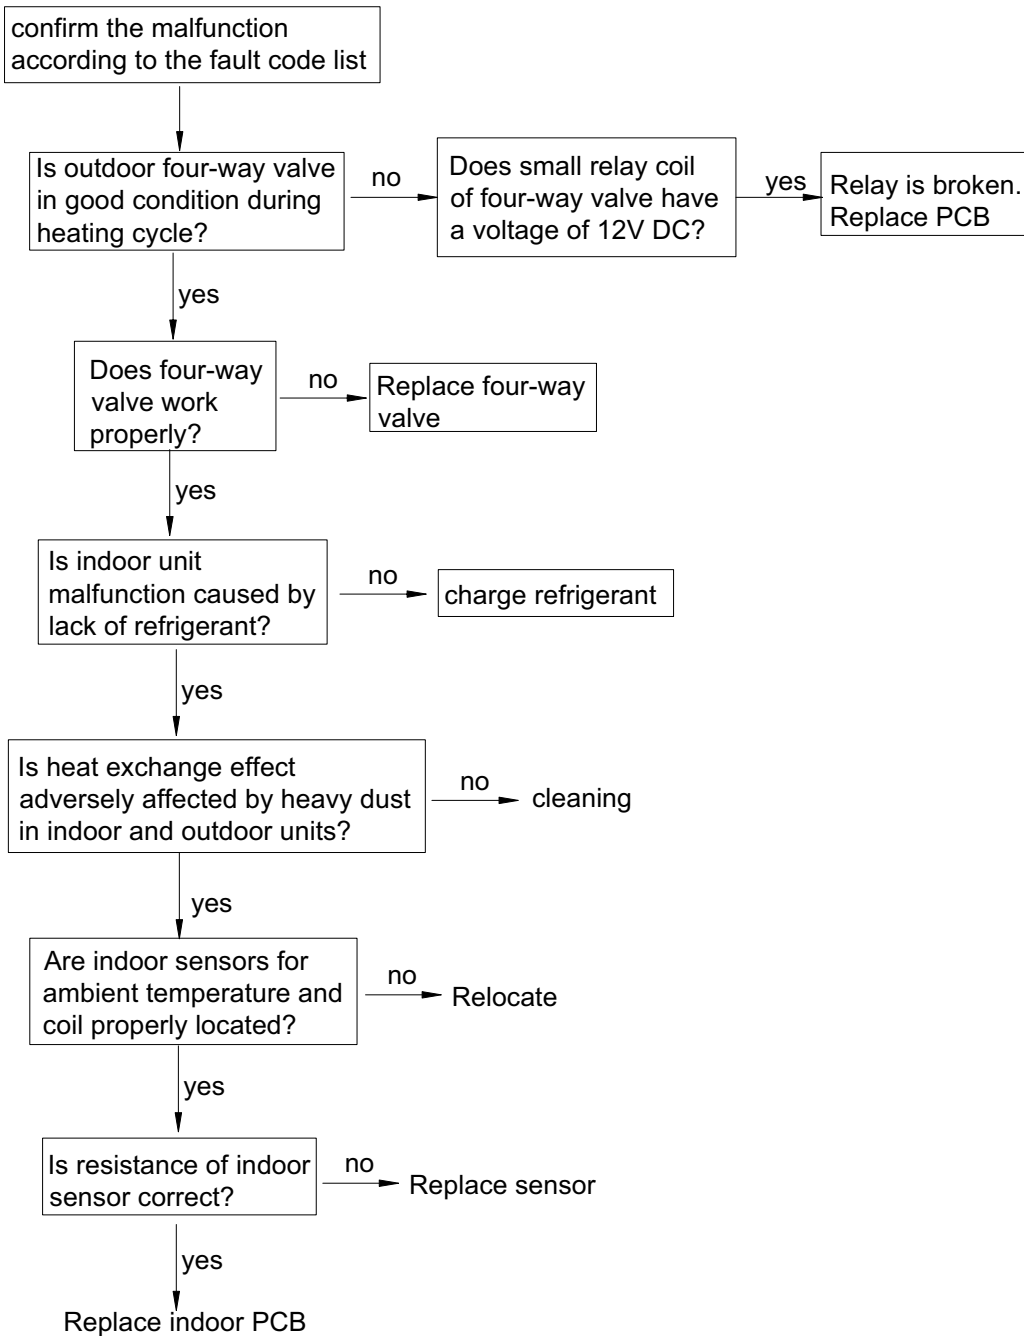 confirm the malfunction
according to the fault code list
Is outdoor four-way valve
in good condition during
heating cycle?
no
Does small relay coil
of four-way valve have
a voltage of 12V DC?
yes
Relay is broken.
Replace PCB
yes
Does four-way
valve work
properly?
no
Replace four-way
valve
yes
Is indoor unit
malfunction caused by
lack of refrigerant?
no
charge refrigerant
yes
Is heat exchange effect
adversely affected by heavy dust
in indoor and outdoor units?
no
cleaning
yes
Are indoor sensors for
ambient temperature and
coil properly located?
no
Relocate
yes
Is resistance of indoor
sensor correct?
no
Replace sensor
yes
Replace indoor PCB